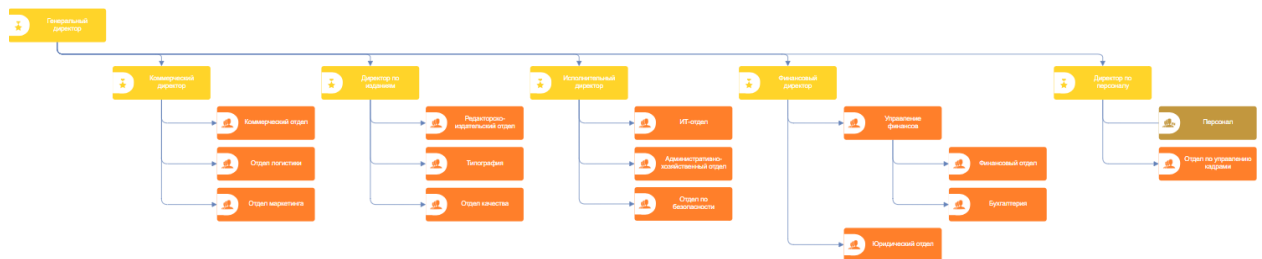 Генеральный
директор
Коммерческий
директор
Директор по
изданиям
Исполнительный
директор
Финансовый
директор
Директор по
персоналу
Коммерческий отдел
Редакторско-
издательский отдел
ИТ-отдел
Управление
финансов
Персонал
Отдел логистики
Типография
Административно-
хозяйственный отдел
Финансовый отдел
Отдел по управлению
кадрами
Отдел маркетинга
Отдел качества
Отдел по
безопасности
Бухгалтерия
Юридический отдел